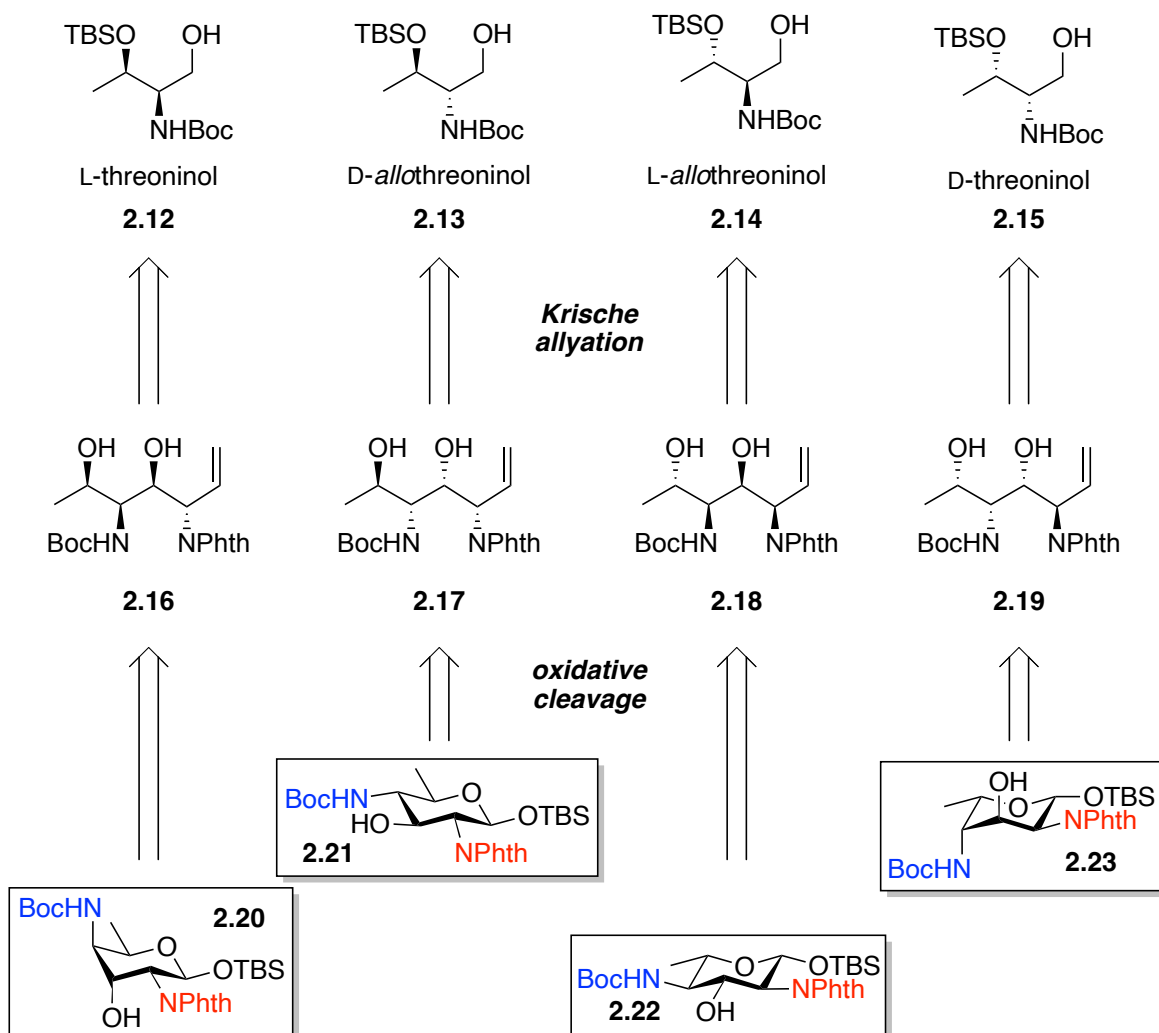 TBSO OH TBSO OH TBSO OH TBSO OH
NHBoc NHBoc NHBoc NHBoc
L-threoninol D-allothreoninol L-allothreoninol D-threoninol
2.12 2.13 2.14 2.15
Krische
allyation
OH OH OH OH OH OH OH OH
BocHN NPhth BocHN NPhth BocHN NPhth BocHN NPhth
2.16 2.17 2.18 2.19
oxidative
cleavage
BocHN O OTBS
HO
2.21 NPhth
OH
O OTBS
NPhth
BocHN 2.23
BocHN 2.20
O
OTBS
NPhth
OH
BocHN O OTBS
NPhth
2.22 OH